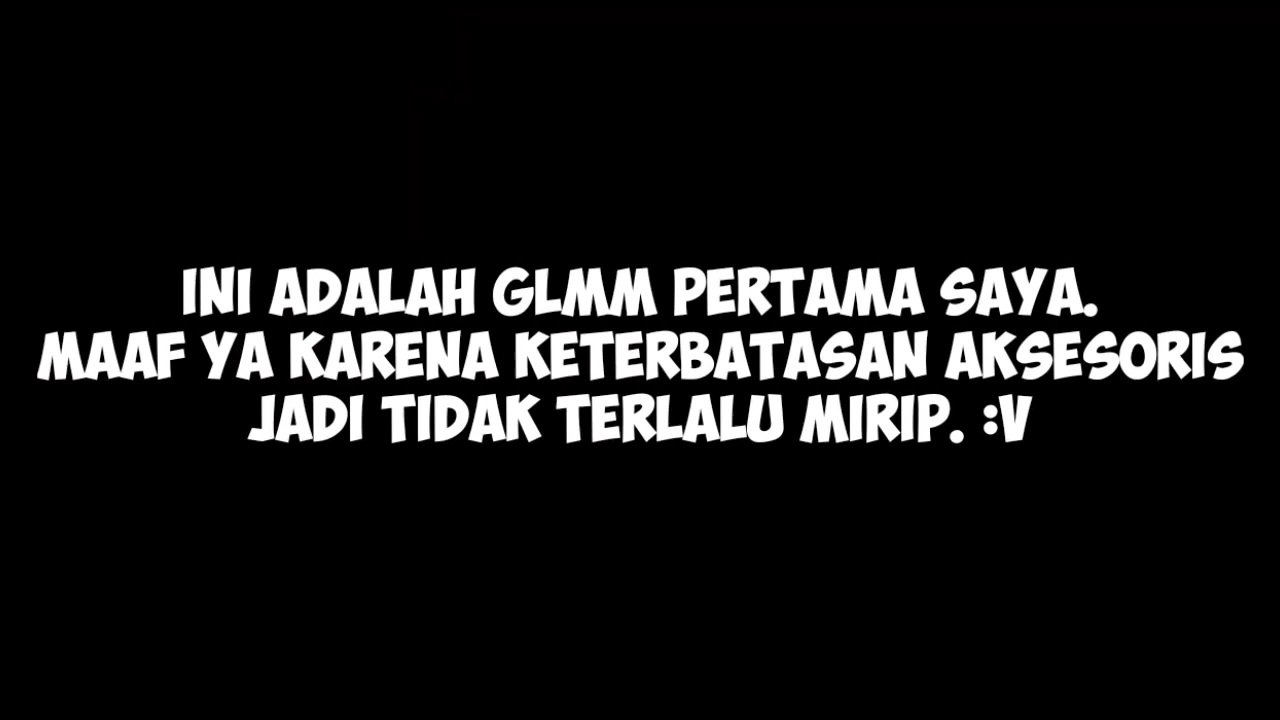 INI ADALAH GLMM PERTAMA SAYA.
MAAF YA KARENA KETERBATASAN AKSESORIS
JADI TIDAK TERLALU MIRIP. :V